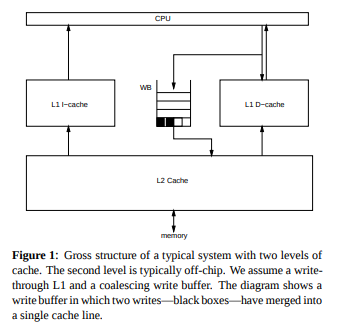 CPU
WB
L1 I-cache
L1 D-cache
L2 Cache
memory
Figure 1: Gross structure of a typical system with two levels of
cache. The second level is typically off-chip. We assume a write-
through L1 and a coalescing write buffer. The diagram shows a
write buffer in which two writes—black boxes—have merged into
a single cache line.